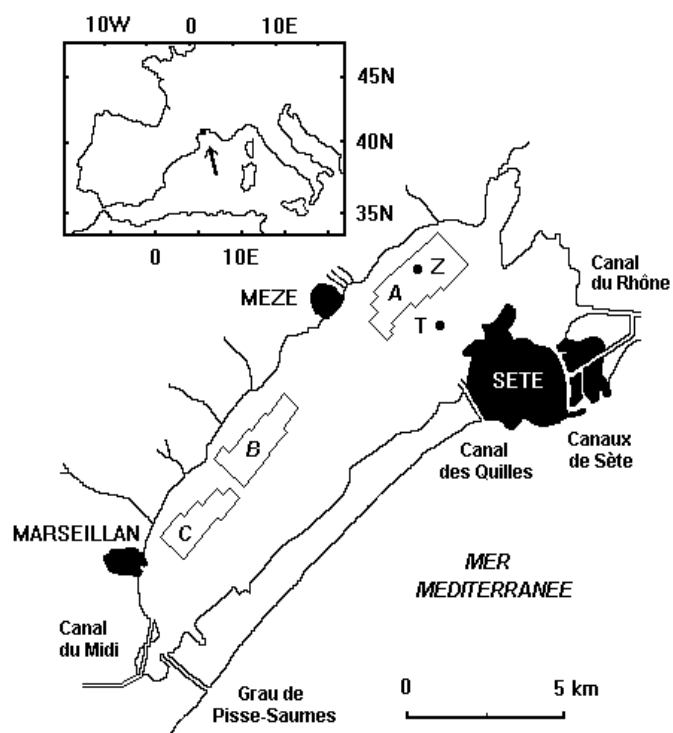 10W 0 10E
45N
40N
35N
0 10E
Canal
du Rhône
MEZE
A
Z
T
SETE
B
Canal
des Quilles
Canaux
de Sète
C
MARSEILLAN
MER
MEDITERRANEE
Canal
du Midi
Grau de
Pisse-Saumes
0 5 km